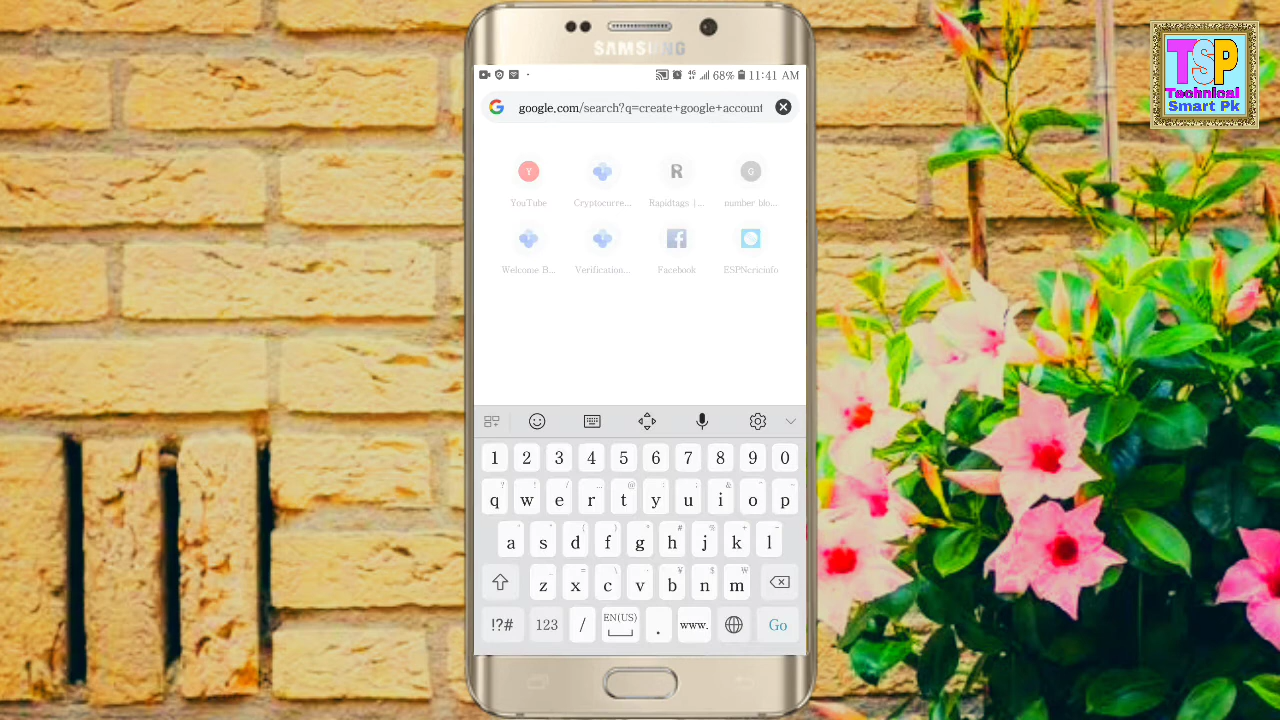 SAMSUNG
TSP
Technical
Smart Pk
4G 68% 11:41 AM
google.com/search?q=create+google+account
Y R G
YouTube Cryptocurre... Rapidtags |... number blo...
Welcome B... Verification... Facebook ESPNcricinfo
1 2 3 4 5 6 7 8 9 0
q w e r t y u i o p
a s d f g h j k l
z x c v b n m
!?# 123 / EN(US) . www. Go